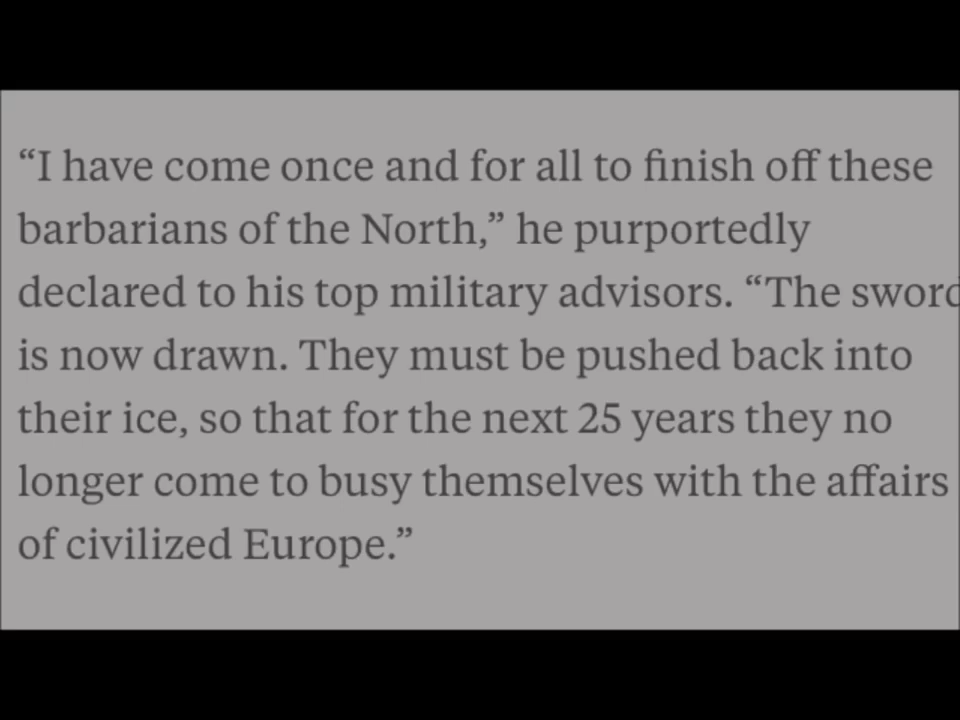 “I have come once and for all to finish off these
barbarians of the North,” he purportedly
declared to his top military advisors. “The sword
is now drawn. They must be pushed back into
their ice, so that for the next 25 years they no
longer come to busy themselves with the affairs
of civilized Europe.”